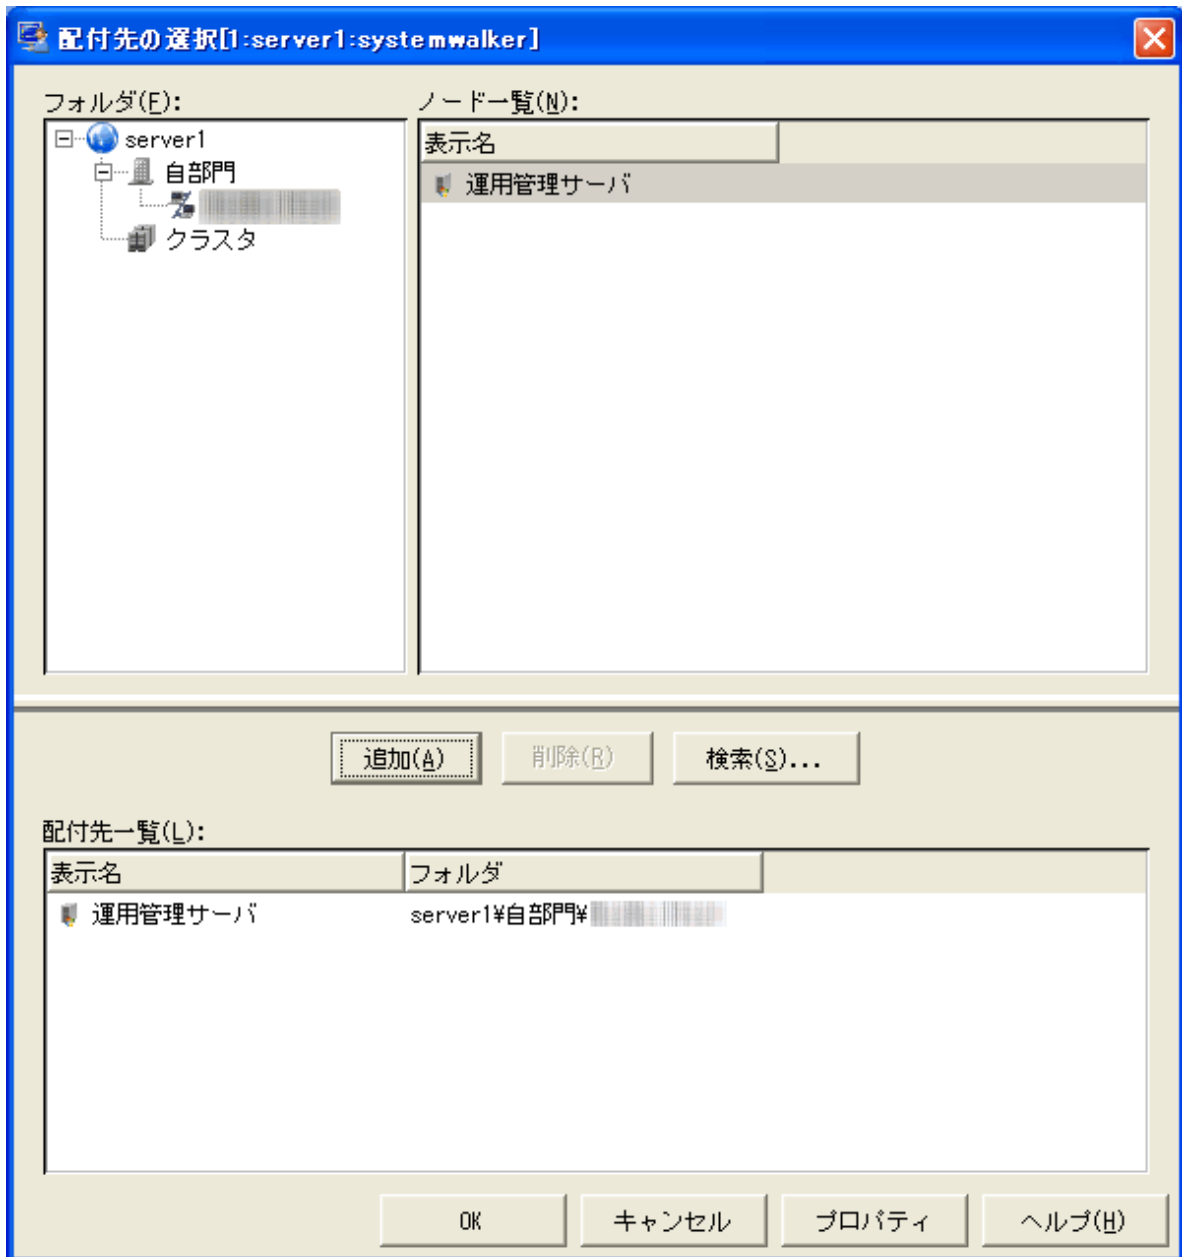 配付先の選択[1:server1:systemwalker]
フォルダ(F):
ノード一覧(N):
server1
自部門
クラスタ
表示名
運用管理サーバ
追加(A)
削除(R)
検索(S)...
配付先一覧(L):
表示名 フォルダ
運用管理サーバ server1¥自部門¥
OK キャンセル プロパティ ヘルプ(H)